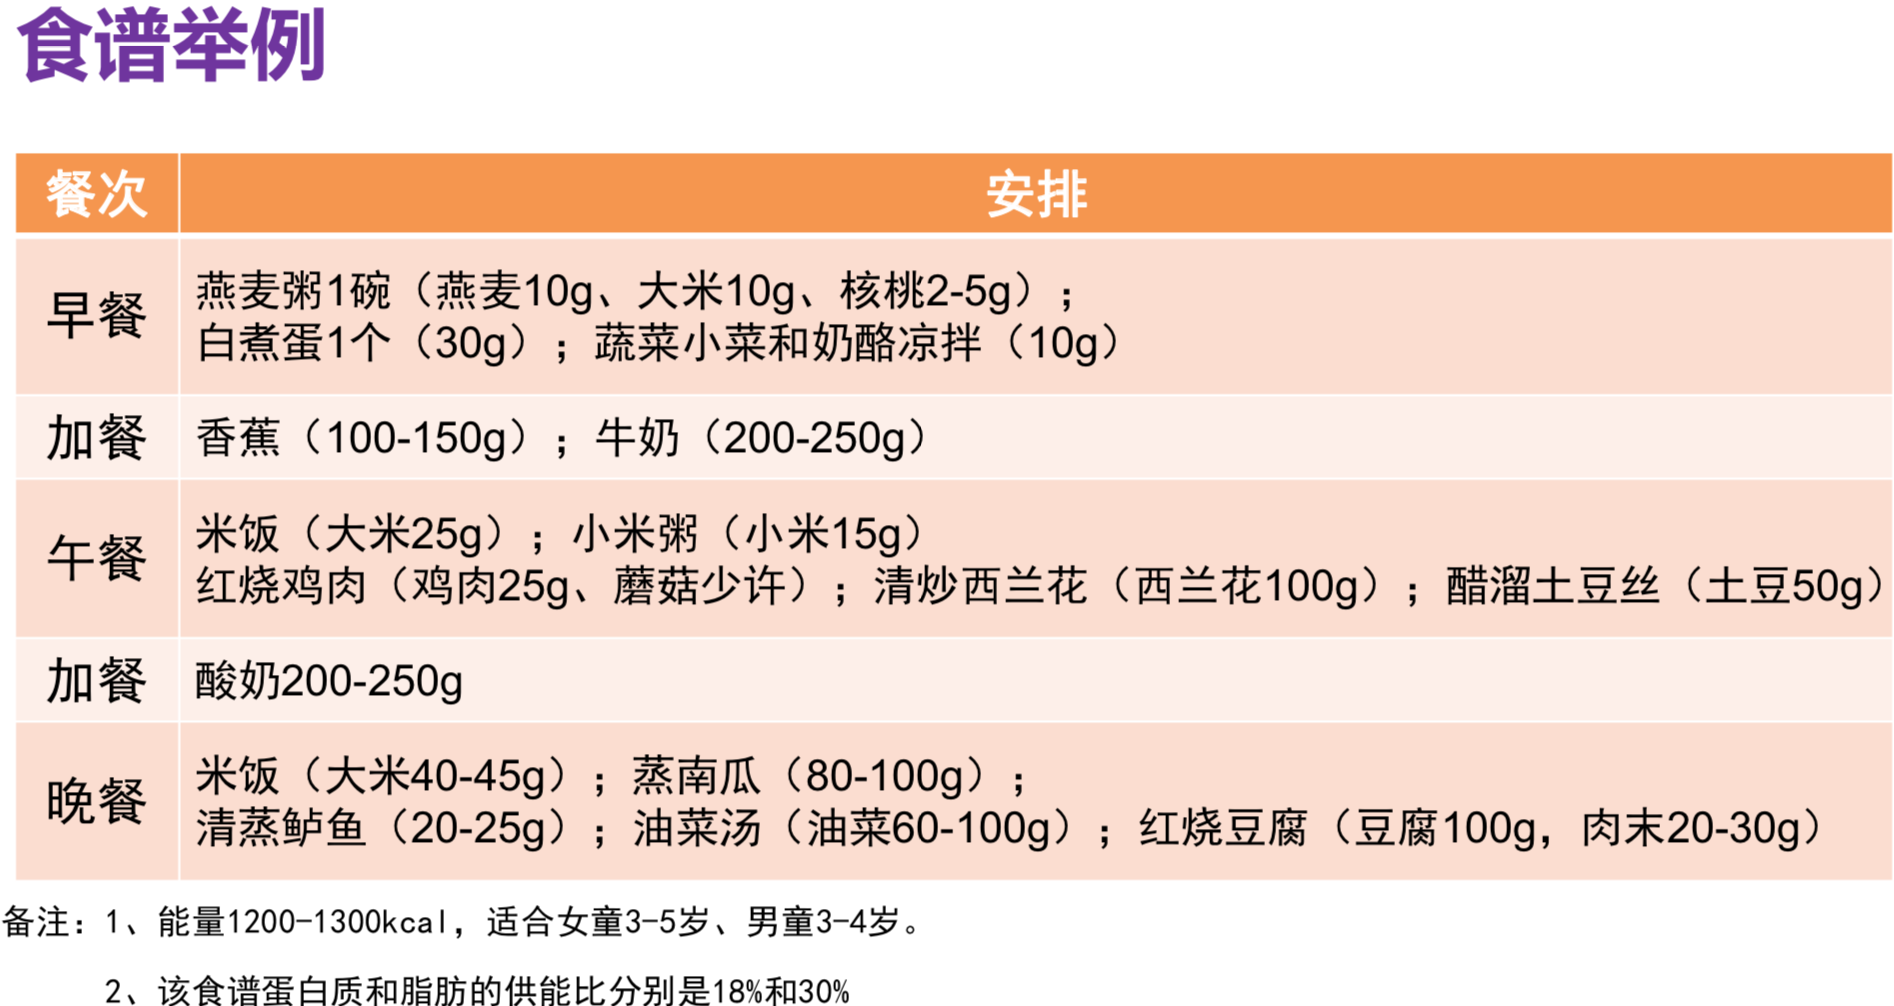 食谱举例
餐次 安排
早餐 燕麦粥1碗（燕麦10g、大米10g、核桃2-5g）；
白煮蛋1个（30g）；蔬菜小菜和奶酪凉拌（10g）
加餐 香蕉（100-150g）；牛奶（200-250g）
午餐 米饭（大米25g）；小米粥（小米15g）
红烧鸡肉（鸡肉25g、蘑菇少许）；清炒西兰花（西兰花100g）；醋溜土豆丝（土豆50g）
加餐 酸奶200-250g
晚餐 米饭（大米40-45g）；蒸南瓜（80-100g）；
清蒸鲈鱼（20-25g）；油菜汤（油菜60-100g）；红烧豆腐（豆腐100g，肉末20-30g）
备注：1、能量1200-1300kcal，适合女童3-5岁、男童3-4岁。
2、该食谱蛋白质和脂肪的供能比分别是18%和30%